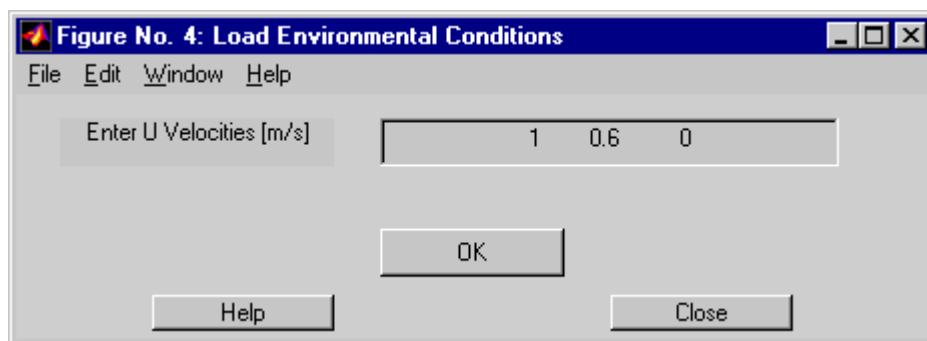 Figure No. 4: Load Environmental Conditions
File Edit Window Help
Enter U Velocities [m/s] 1 0.6 0
OK
Help Close